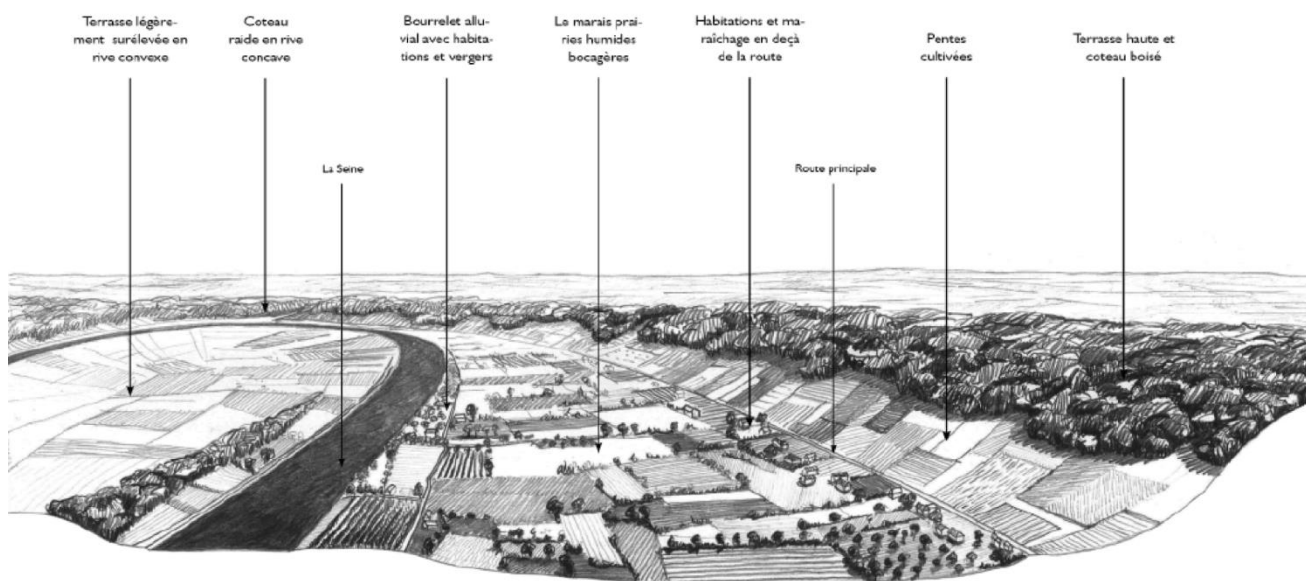 Terrasse légère-
ment surélevée en
rive convexe
Coteau
raide en rive
concave
Bourrelet allu-
vial avec habita-
tions et vergers
Le marais prai-
ries humides
bocagères
Habitations et ma-
raîchage en deçà
de la route
Pentes
cultivées
Terrasse haute et
coteau boisé
La Seine
Route principale